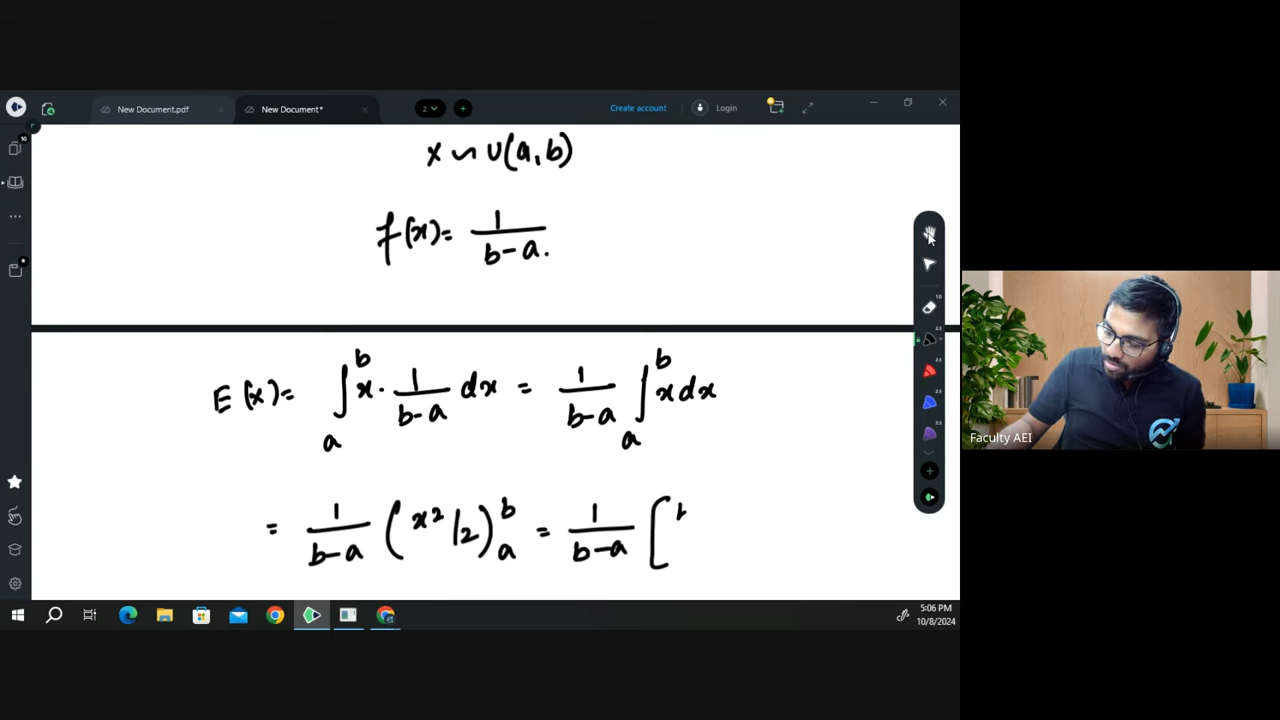 New Document.pdf
New Document*
2
Create account
Login
x ~ U(a, b)
f(x) = 1/(b-a).
E(x) = ∫_a^b x · 1/(b-a) dx = 1/(b-a) ∫_a^b x dx
= 1/(b-a) (x²/2)_a^b = 1/(b-a) [
Faculty AEI
5:06 PM
10/8/2024